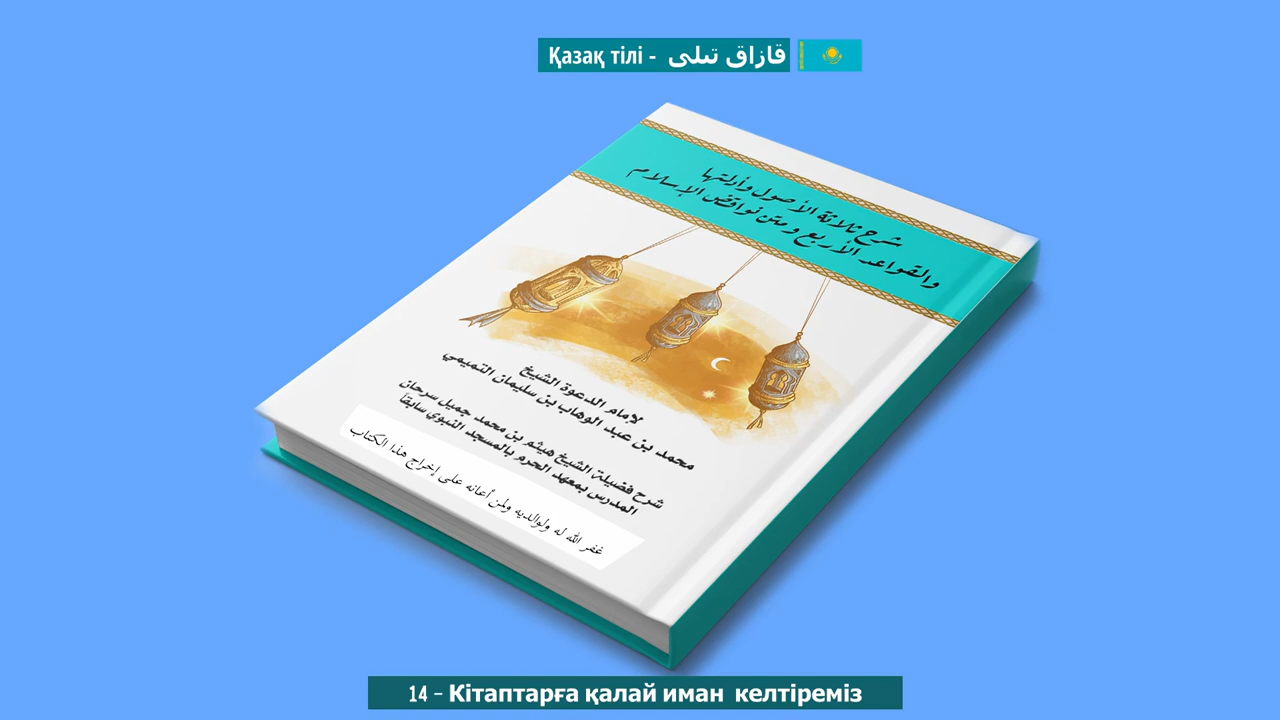 Қазақ тілі - قازاق تىلى
شرح ثلاثة الأصول وأدلتها
والقواعد الأربع ومتن نواقض الإسلام
لإمام الدعوة الشيخ
محمد بن عبد الوهاب بن سليمان التميمي
شرح فضيلة الشيخ هيثم بن محمد جميل سرحان
المدرس بمعهد الحرم بالمسجد النبوي سابقا
غفر الله له ولوالديه ولمن أعانه على إخراج هذا الكتاب
14 – Кітаптарға қалай иман келтіреміз